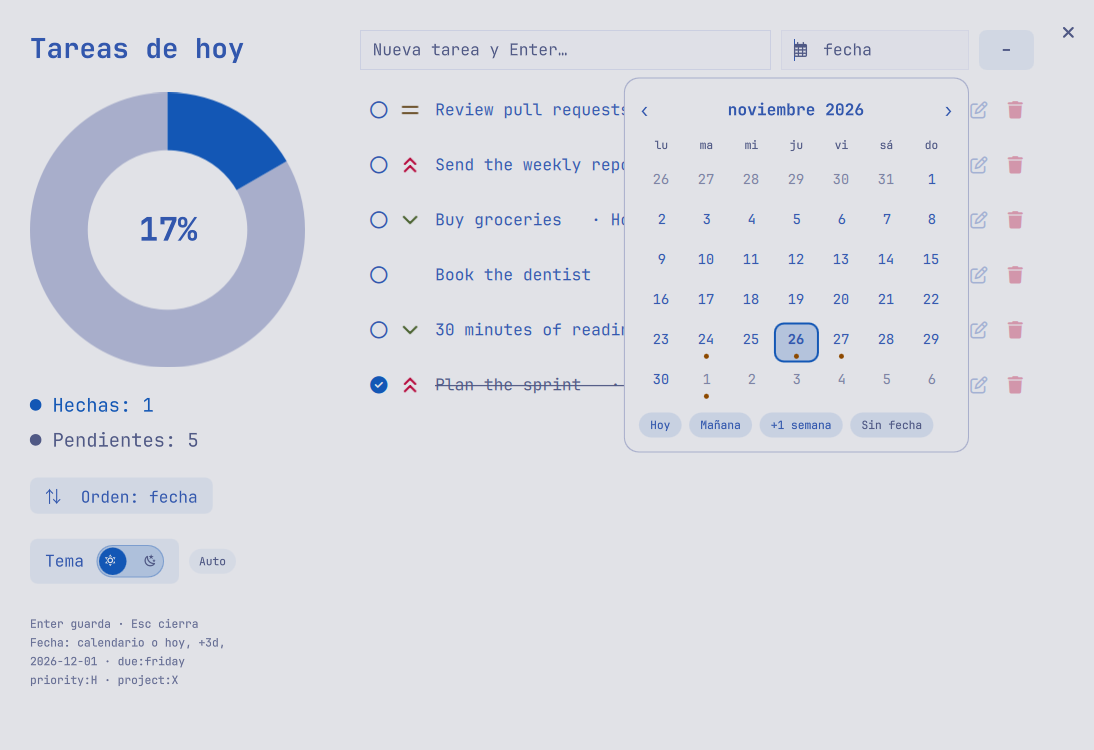 Tareas de hoy
Nueva tarea y Enter…
fecha
–
17%
Hechas: 1
Pendientes: 5
Orden: fecha
Tema
Auto
Enter guarda · Esc cierra
Fecha: calendario o hoy, +3d,
2026-12-01 · due:friday
priority:H · project:X
Review pull requests
Send the weekly repo
Buy groceries · Ho
Book the dentist
30 minutes of readin
Plan the sprint ·
noviembre 2026
lu ma mi ju vi sá do
26 27 28 29 30 31 1
2 3 4 5 6 7 8
9 10 11 12 13 14 15
16 17 18 19 20 21 22
23 24 25 26 27 28 29
30 1 2 3 4 5 6
Hoy Mañana +1 semana Sin fecha